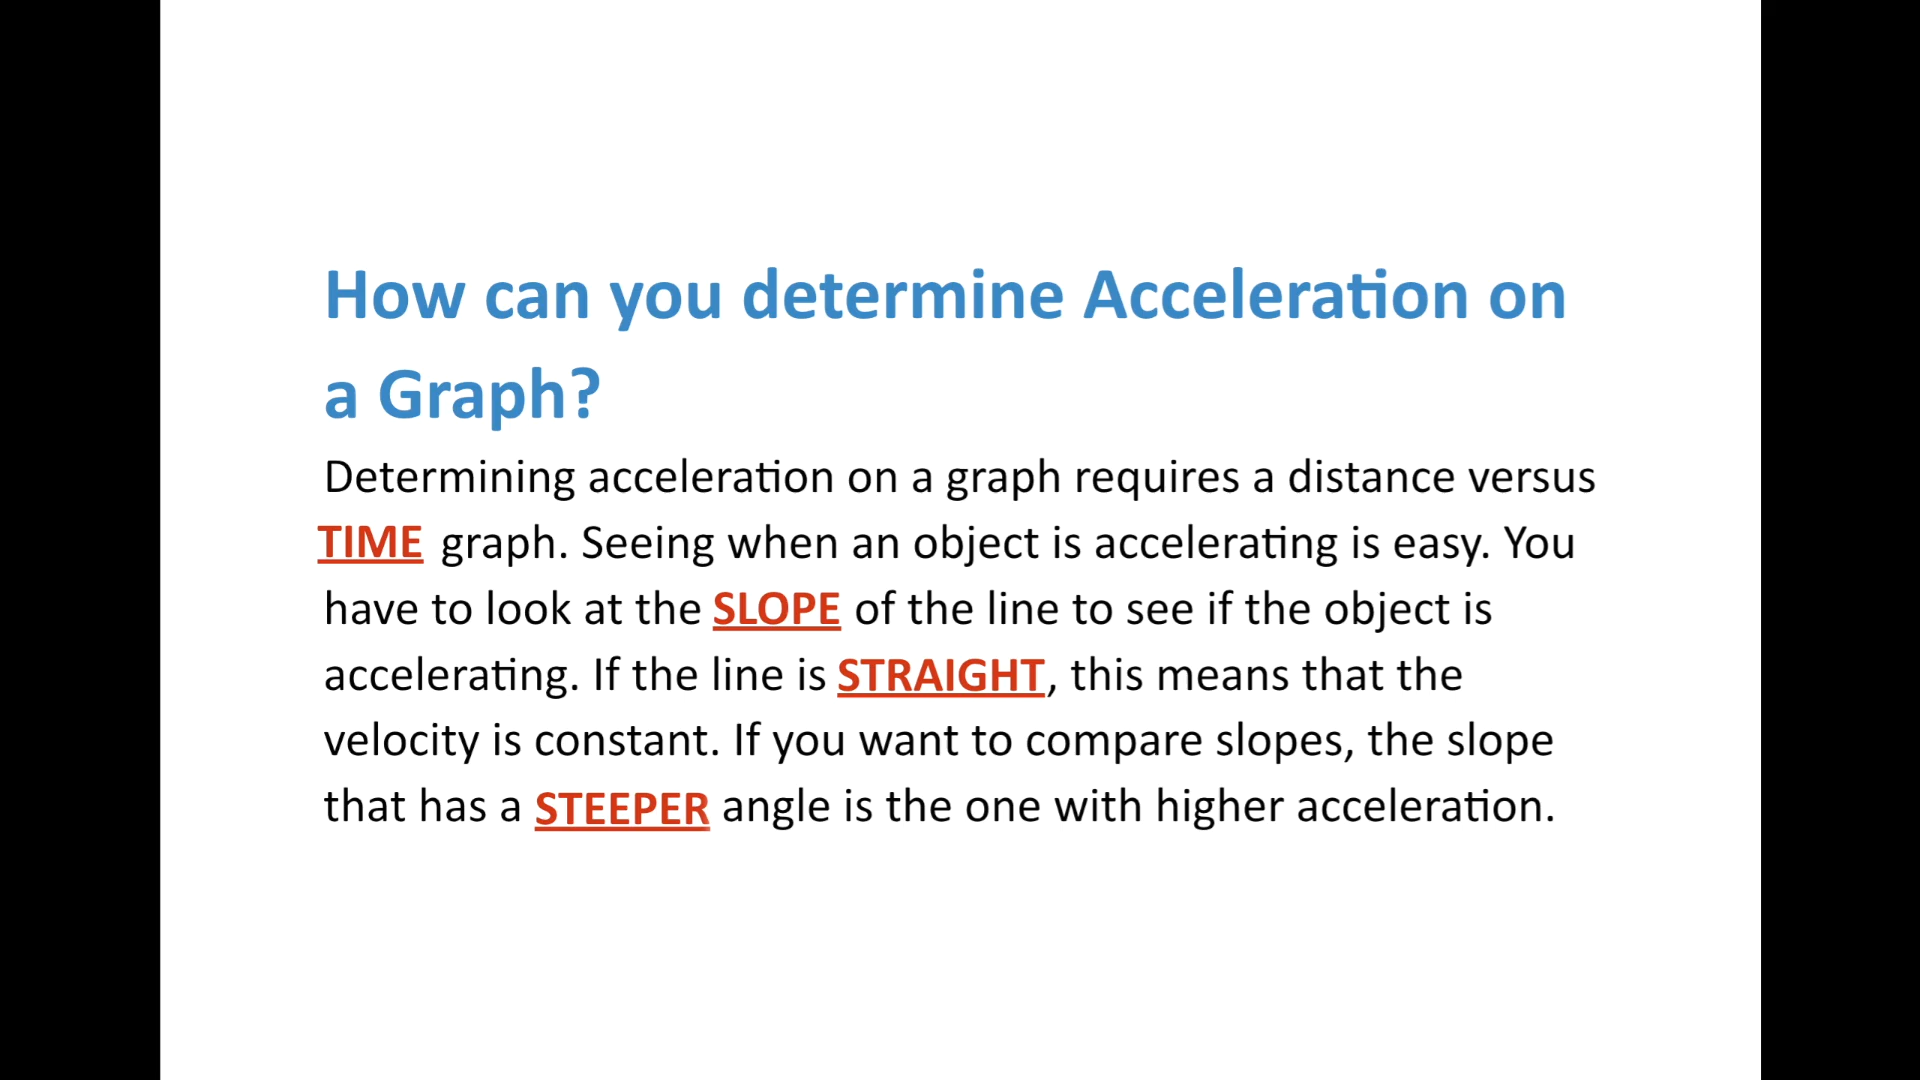 How can you determine Acceleration on
a Graph?
Determining acceleration on a graph requires a distance versus
TIME graph. Seeing when an object is accelerating is easy. You
have to look at the SLOPE of the line to see if the object is
accelerating. If the line is STRAIGHT, this means that the
velocity is constant. If you want to compare slopes, the slope
that has a STEEPER angle is the one with higher acceleration.